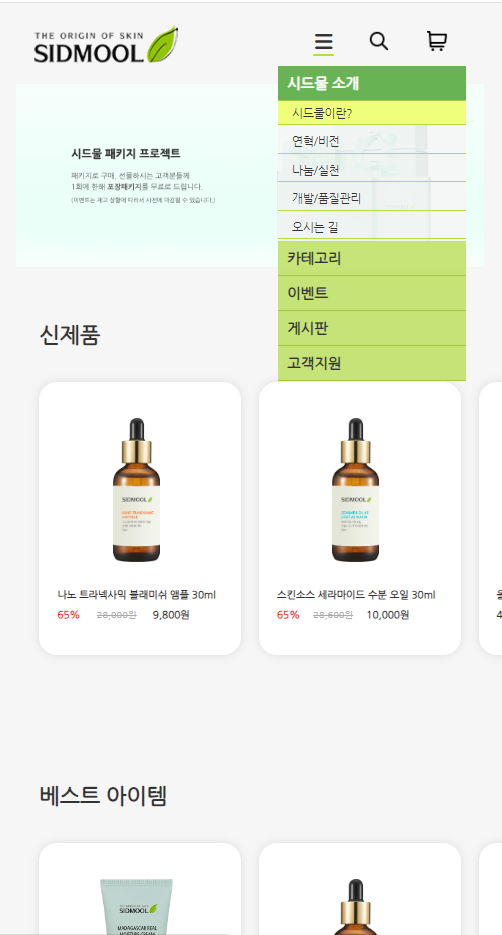 THE ORIGIN OF SKIN
SIDMOOL
시드물 소개
시드물이란?
연혁/비전
나눔/실천
개발/품질관리
오시는 길
카테고리
이벤트
게시판
고객지원
시드물 패키지 프로젝트
패키지로 구매, 선물하시는 고객분들께
1회에 한해 포장패키지를 무료로 드립니다.
(이벤트는 재고 상황에 따라서 사전에 마감될 수 있습니다.)
신제품
SIDMOOL
SIDMOOL
나노 트라넥사믹 블래미쉬 앰플 30ml
65% 28,000원 9,800원
스킨소스 세라마이드 수분 오일 30ml
65% 28,600원 10,000원
베스트 아이템
SIDMOOL
MADAGASCAR REAL
MOISTURE CREAM